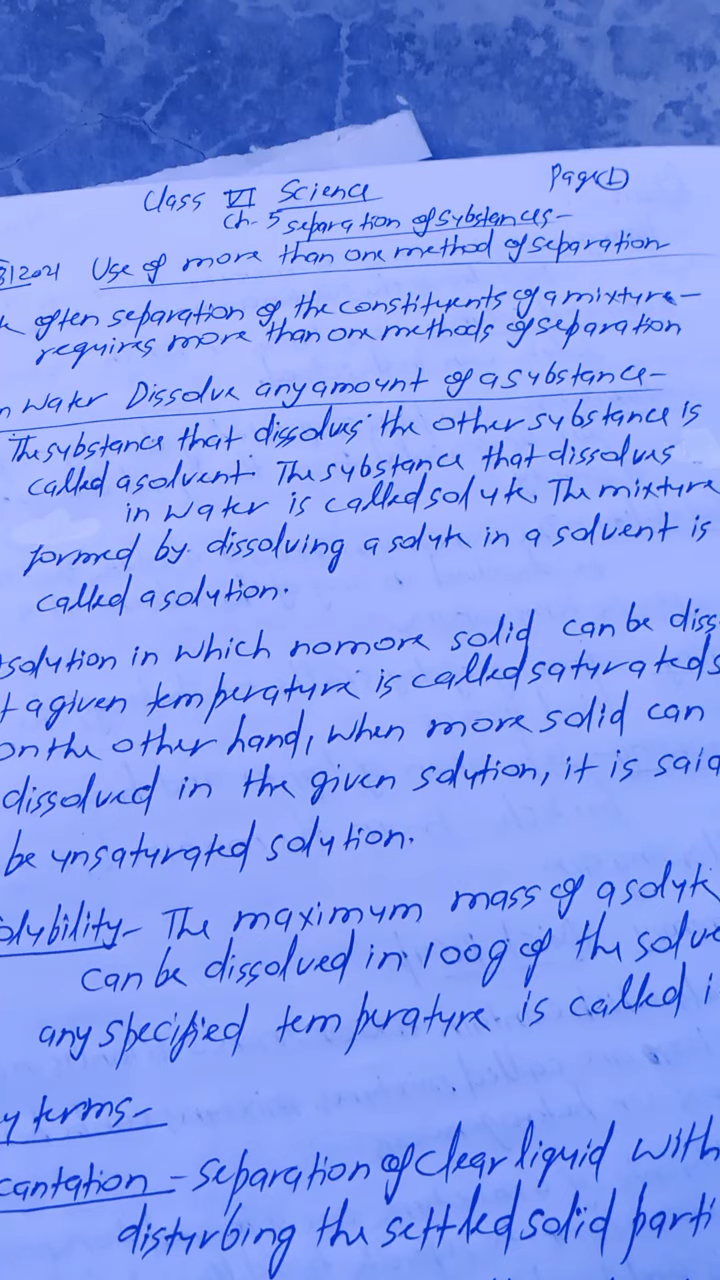 Page(1)
Class VI Science
Ch-5 separation of substances-
8/2021 Use of more than one method of separation
often separation of the constituents of a mixture-
requires more than one methods of separation
n water Dissolve any amount of a substance-
The substance that dissolves the other substance is
called a solvent. The substance that dissolves
in water is called solute. The mixture
formed by dissolving a solute in a solvent is
called a solution.
solution in which no more solid can be diss
t a given temperature is called saturated s
on the other hand, when more solid can
dissolved in the given solution, it is said
be unsaturated solution.
olubility- The maximum mass of a solute
can be dissolved in 100g of the solve
any specified temperature is called i
y terms-
cantation - separation of clear liquid with
disturbing the settled solid parti